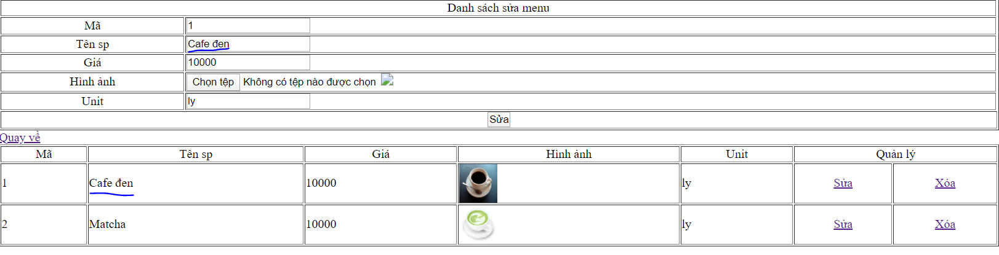 Danh sách sửa menu
Mã 1
Tên sp Cafe đen
Giá 10000
Hình ảnh Chọn tệp Không có tệp nào được chọn
Unit ly
Sửa
Quay về
Mã Tên sp Giá Hình ảnh Unit Quản lý
1 Cafe đen 10000 ly Sửa Xóa
2 Matcha 10000 ly Sửa Xóa